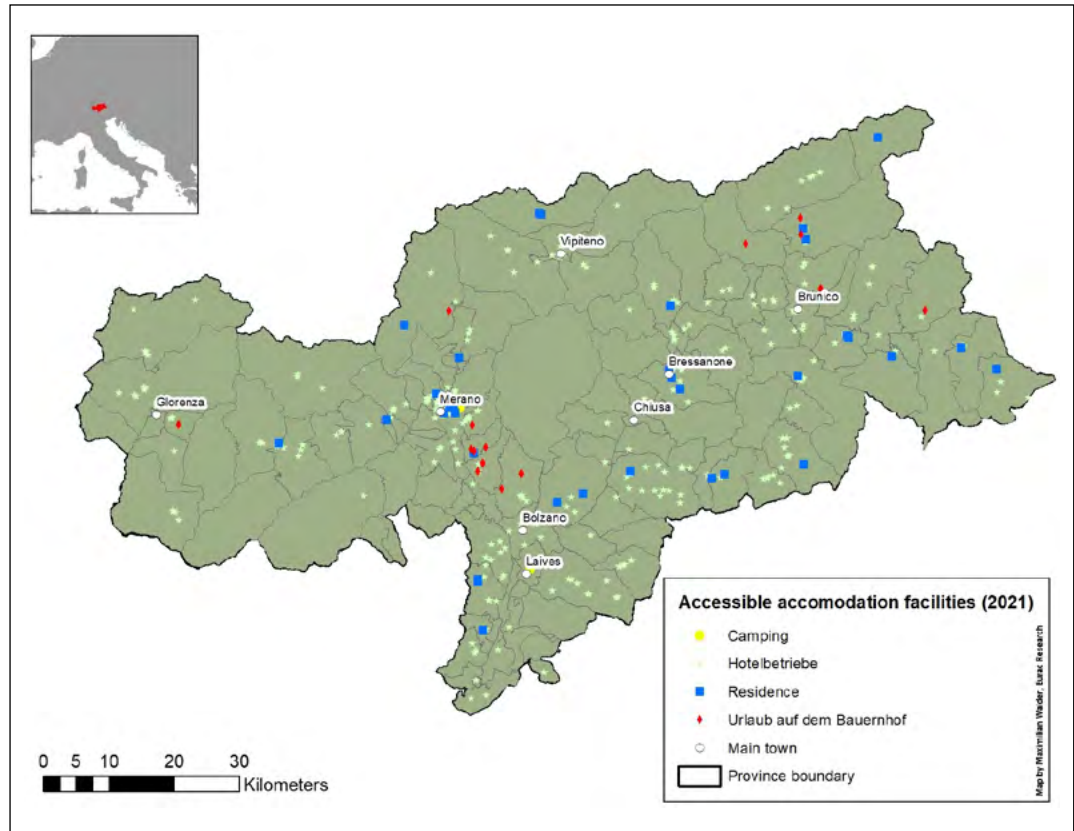 Vipiteno
Brunico
Bressanone
Glorenza
Merano
Chiusa
Bolzano
Laives
Accessible accomodation facilities (2021)
Camping
Hotelbetriebe
Residence
Urlaub auf dem Bauernhof
Main town
Province boundary
Map by Maximilian Walder, Eurac Research
0 5 10 20 30
Kilometers